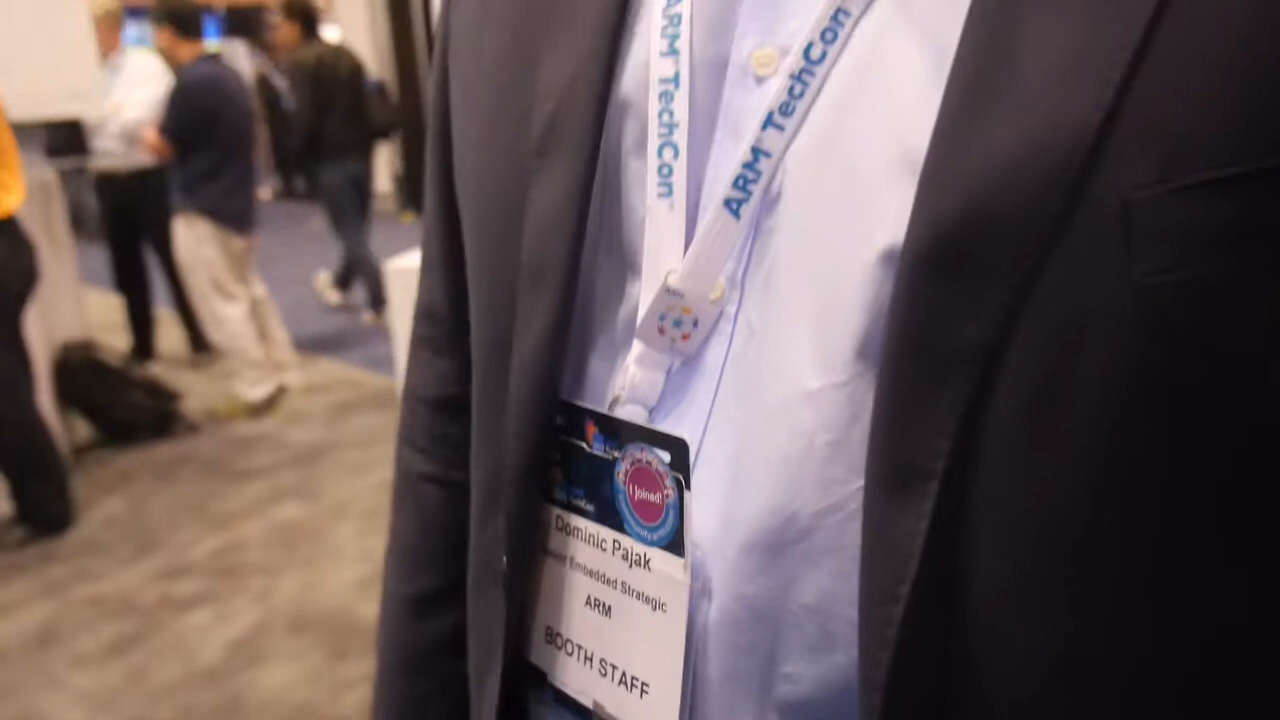 ARM TechCon
ARM TechCon
I joined!
Dominic Pajak
Embedded Strategic
ARM
BOOTH STAFF